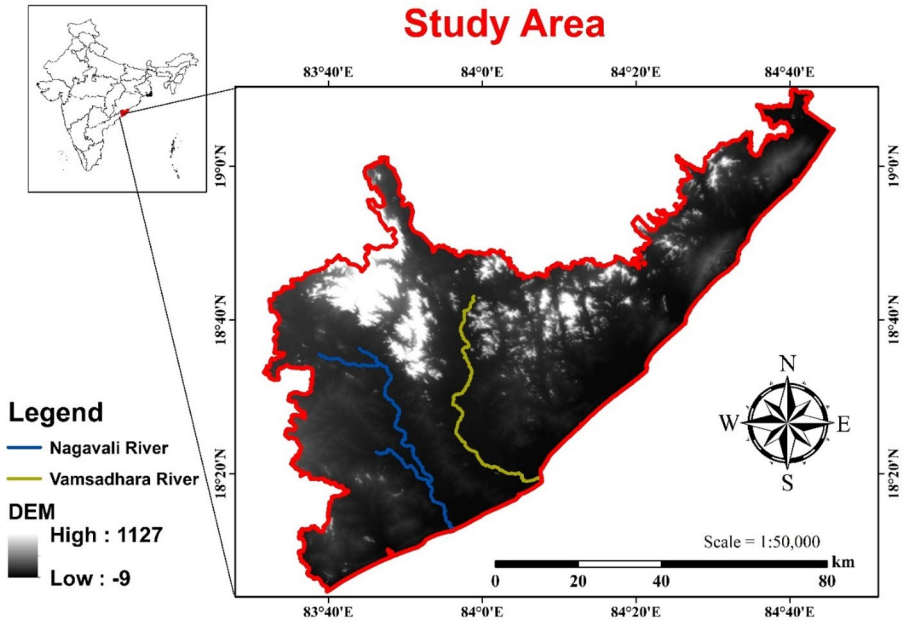 Study Area
83°40'E 84°0'E 84°20'E 84°40'E
19°0'N
18°40'N
18°20'N
19°0'N
18°40'N
18°20'N
N
W E
S
Legend
Nagavali River
Vamsadhara River
DEM
High : 1127
Low : -9
Scale = 1:50,000
km
0 20 40 80
83°40'E 84°0'E 84°20'E 84°40'E